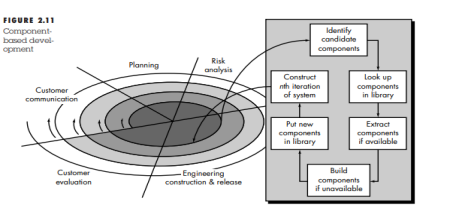 FIGURE 2.11
Component-
based devel-
opment
Planning
Risk
analysis
Customer
communication
Customer
evaluation
Engineering
construction & release
Identify
candidate
components
Construct
nth iteration
of system
Look up
components
in library
Put new
components
in library
Extract
components
if available
Build
components
if unavailable